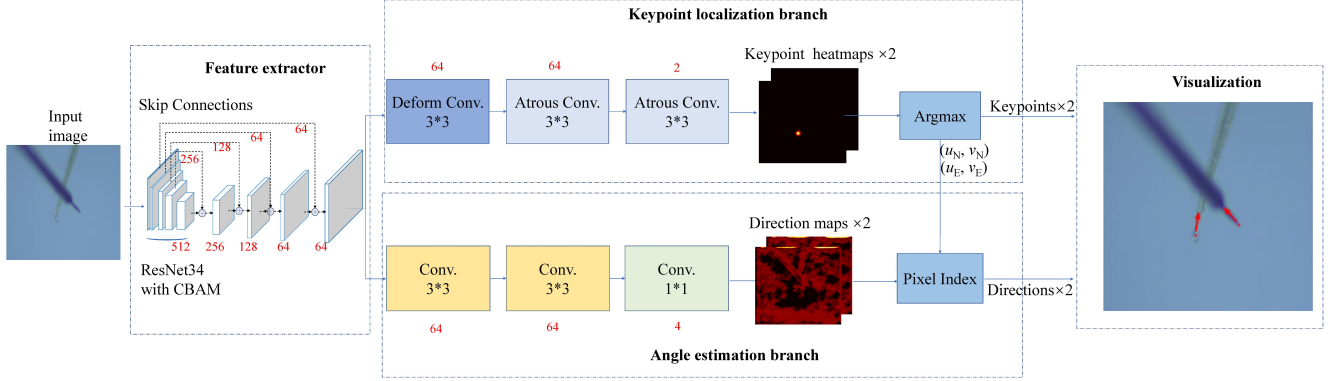 Keypoint localization branch
Feature extractor
Skip Connections
Input
image
64
64
128
256
512
256
128
64
64
ResNet34
with CBAM
64
64
2
Deform Conv.
3*3
Atrous Conv.
3*3
Atrous Conv.
3*3
Keypoint heatmaps ×2
Argmax
Keypoints×2
(uN, vN)
(uE, vE)
Visualization
Conv.
3*3
Conv.
3*3
Conv.
1*1
64
64
4
Direction maps ×2
Pixel Index
Directions×2
Angle estimation branch